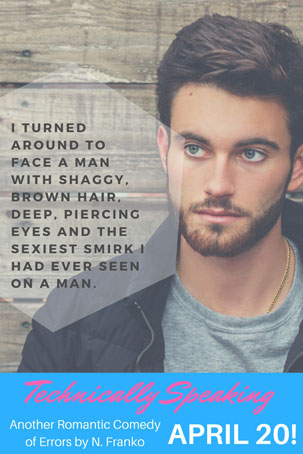 I TURNED
AROUND TO
FACE A MAN
WITH SHAGGY,
BROWN HAIR,
DEEP, PIERCING
EYES AND THE
SEXIEST SMIRK I
HAD EVER SEEN
ON A MAN.
Technically Speaking
Another Romantic Comedy
of Errors by N. Franko
APRIL 20!